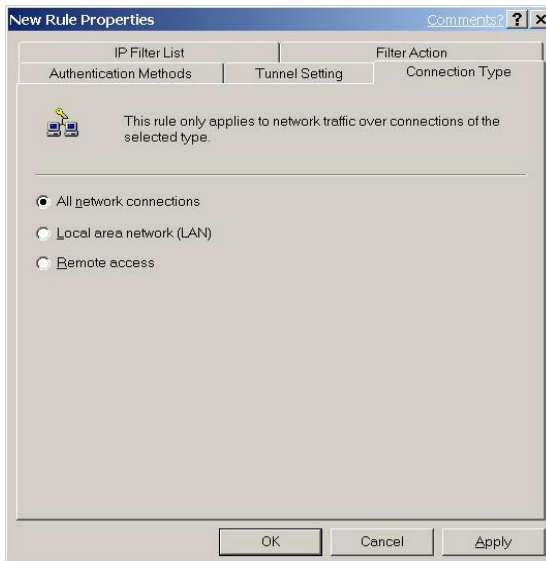 New Rule Properties Comments? ? ×
IP Filter List Filter Action
Authentication Methods Tunnel Setting Connection Type
This rule only applies to network traffic over connections of the
selected type.
All network connections
Local area network (LAN)
Remote access
OK Cancel Apply